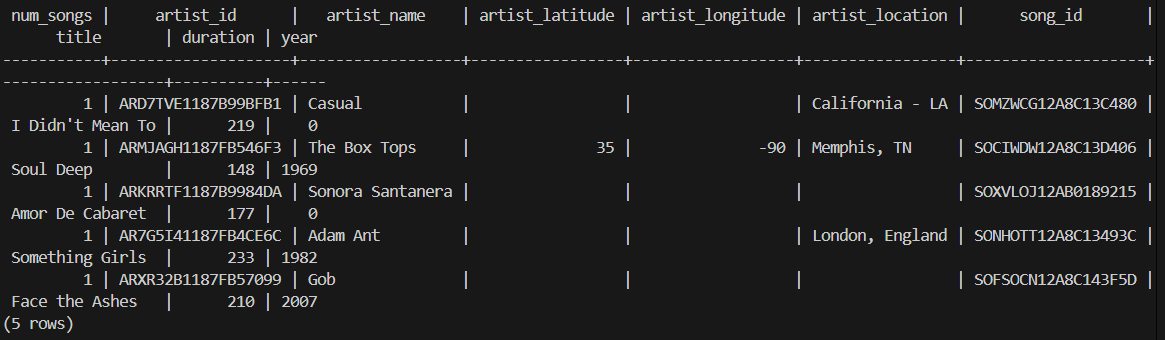 num_songs | artist_id | artist_name | artist_latitude | artist_longitude | artist_location | song_id |
title | duration | year
-----------+--------------------+------------------+-----------------+------------------+-----------------+--------------------+
------------------+----------+------
1 | ARD7TVE1187B99BFB1 | Casual | | | California - LA | SOMZWCG12A8C13C480 |
I Didn't Mean To | 219 | 0
1 | ARMJAGH1187FB546F3 | The Box Tops | 35 | -90 | Memphis, TN | SOCIWDW12A8C13D406 |
Soul Deep | 148 | 1969
1 | ARKRRTF1187B9984DA | Sonora Santanera | | | | SOXVLOJ12AB0189215 |
Amor De Cabaret | 177 | 0
1 | AR7G5I41187FB4CE6C | Adam Ant | | | London, England | SONHOTT12A8C13493C |
Something Girls | 233 | 1982
1 | ARXR32B1187FB57099 | Gob | | | | SOFSOCN12A8C143F5D |
Face the Ashes | 210 | 2007
(5 rows)